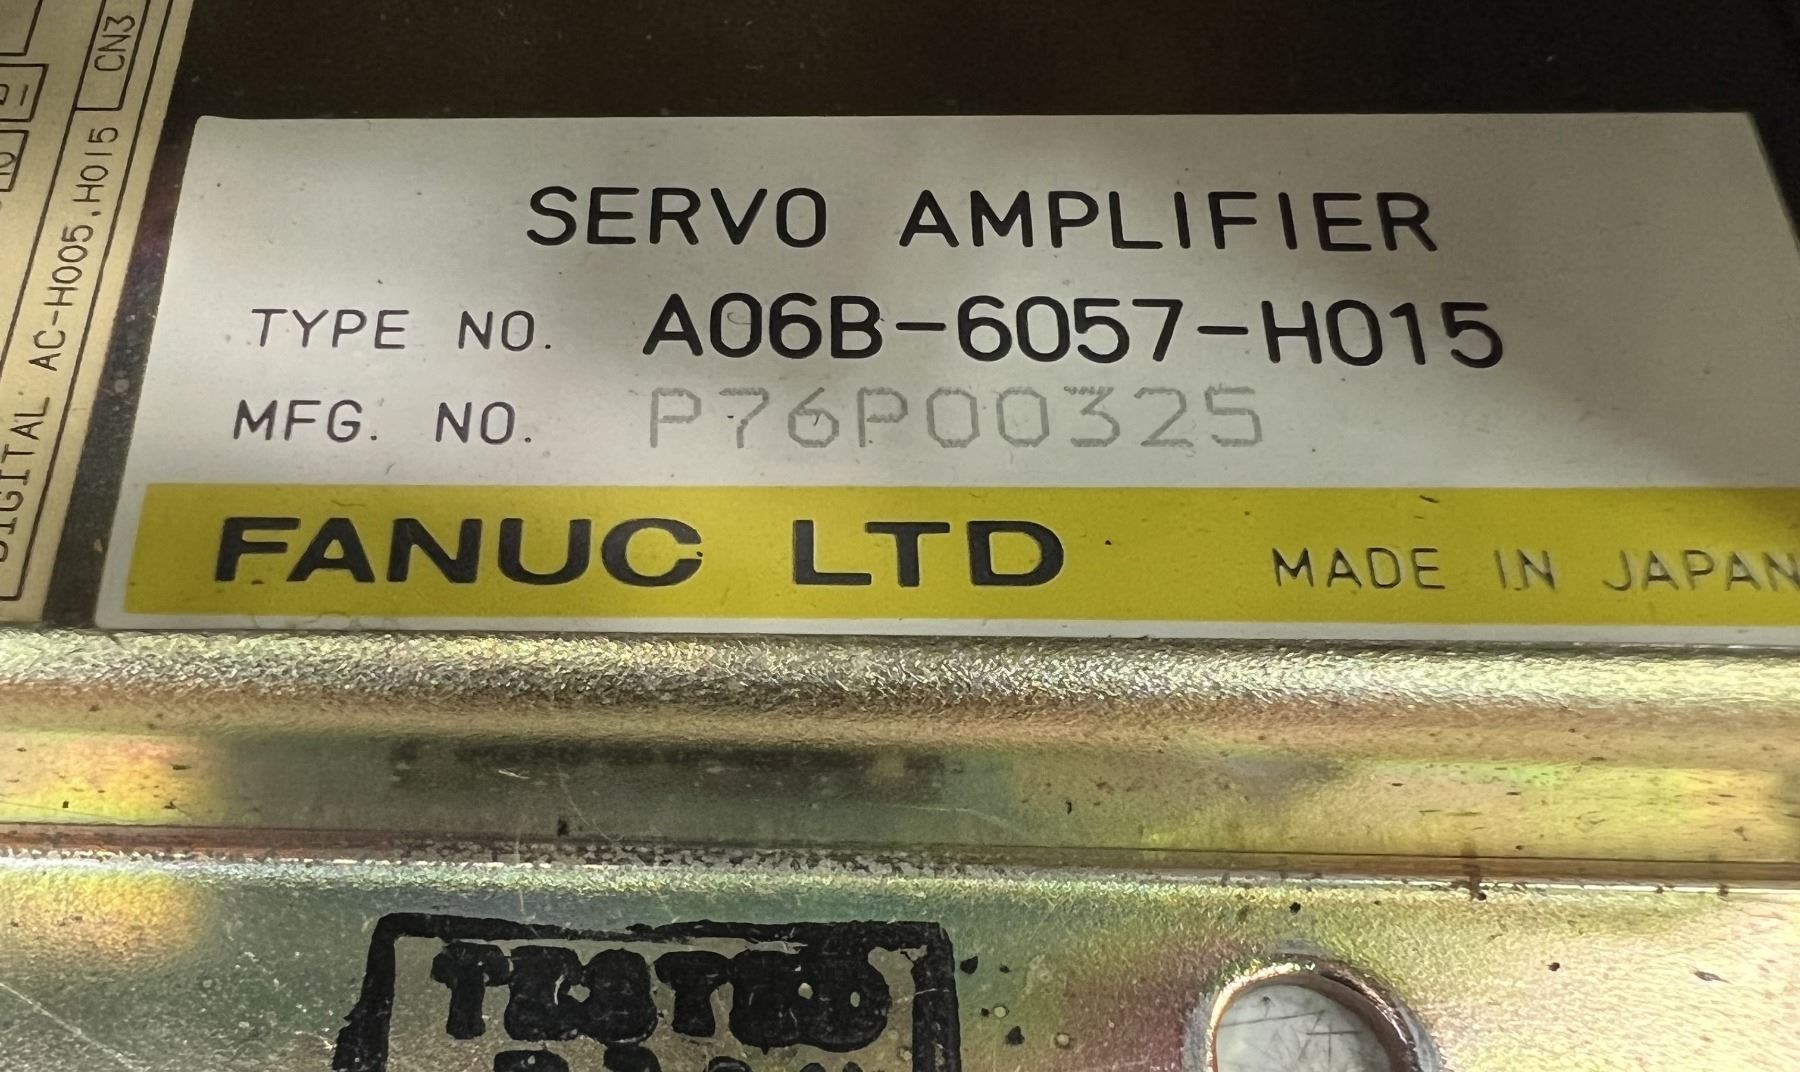 SERVO AMPLIFIER
TYPE NO. A06B-6057-H015
MFG. NO. P76P00325
FANUC LTD MADE IN JAPAN
DIGITAL AC-H005,H015 CN3
TESTED